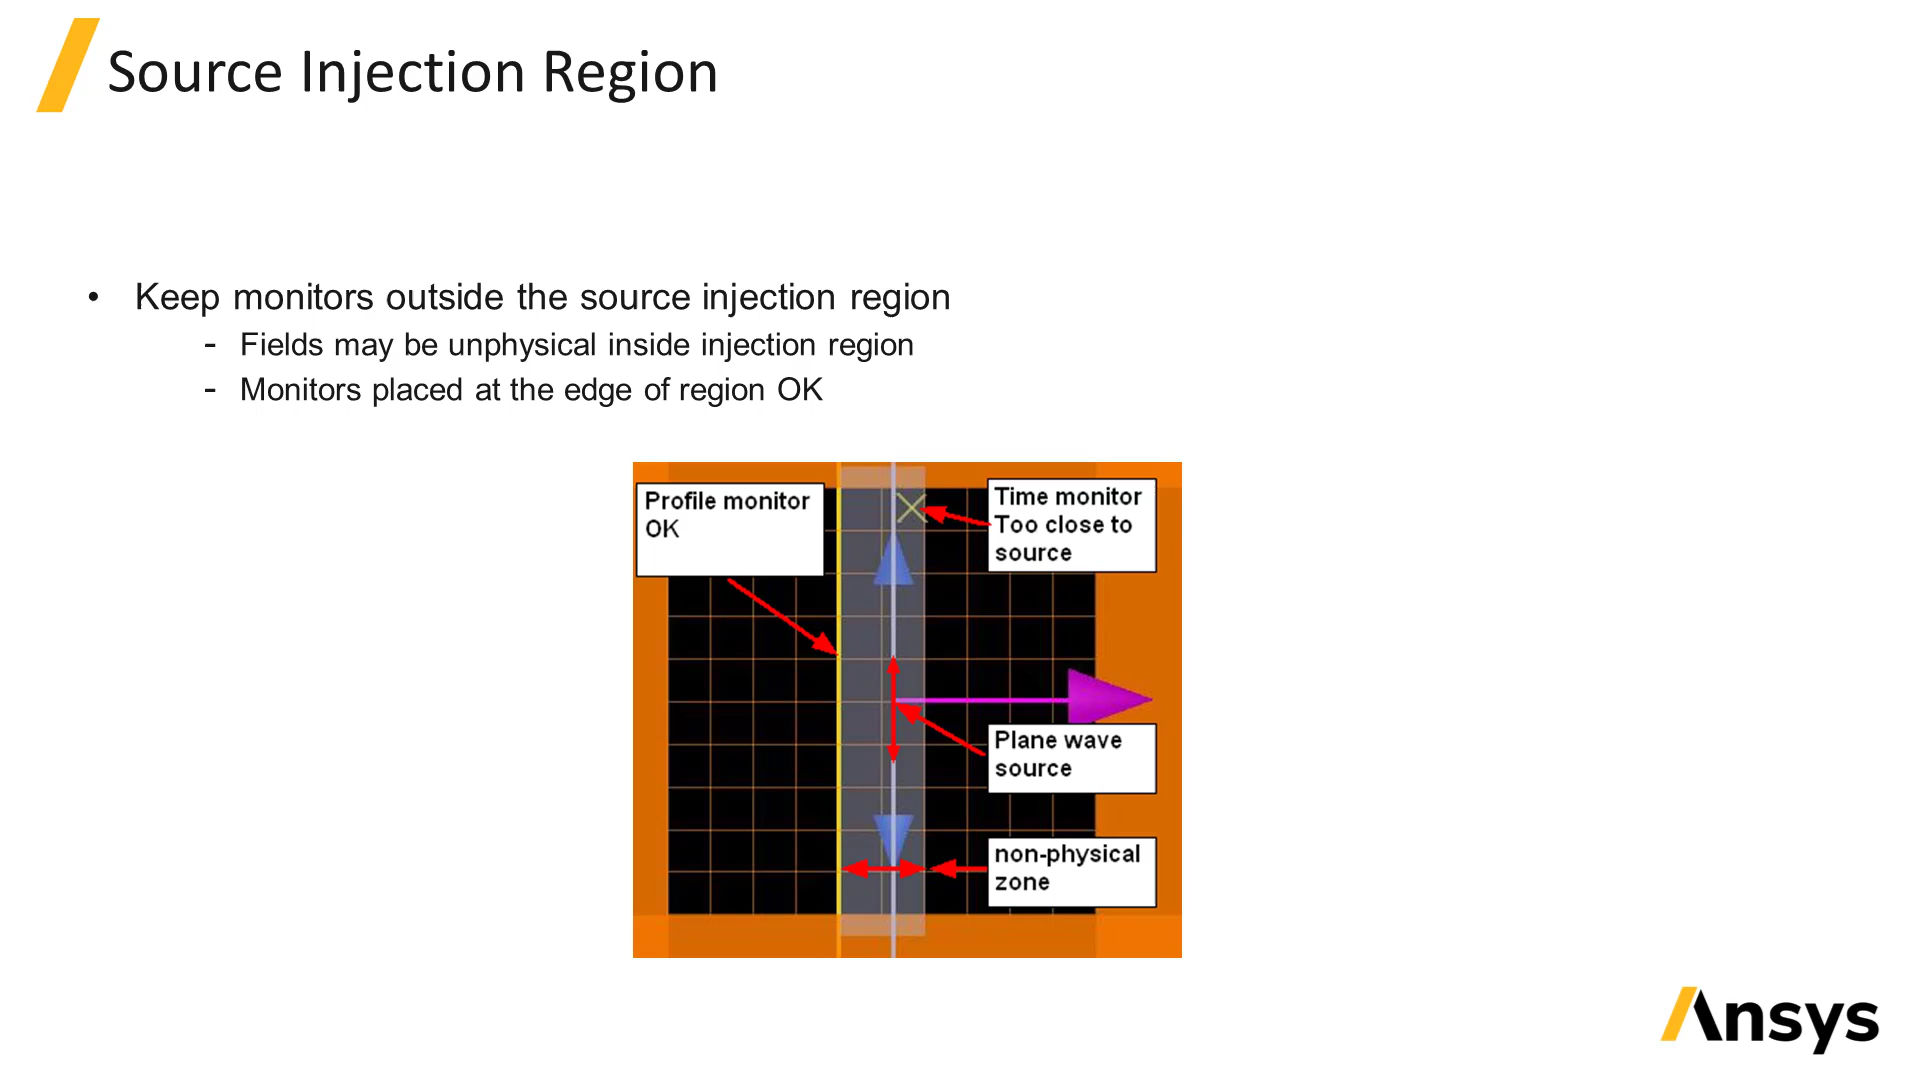 Source Injection Region
• Keep monitors outside the source injection region
- Fields may be unphysical inside injection region
- Monitors placed at the edge of region OK
Profile monitor
OK
Time monitor
Too close to
source
Plane wave
source
non-physical
zone
Ansys